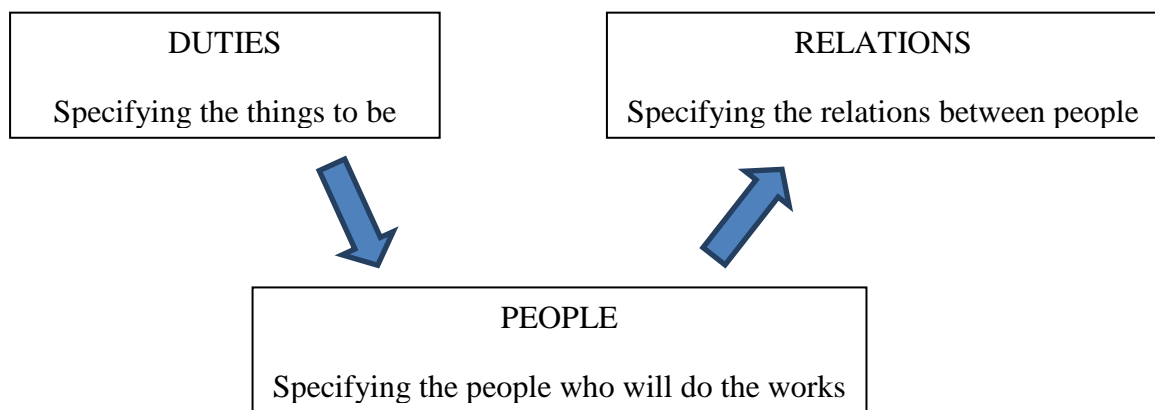 DUTIES
Specifying the things to be
RELATIONS
Specifying the relations between people
PEOPLE
Specifying the people who will do the works